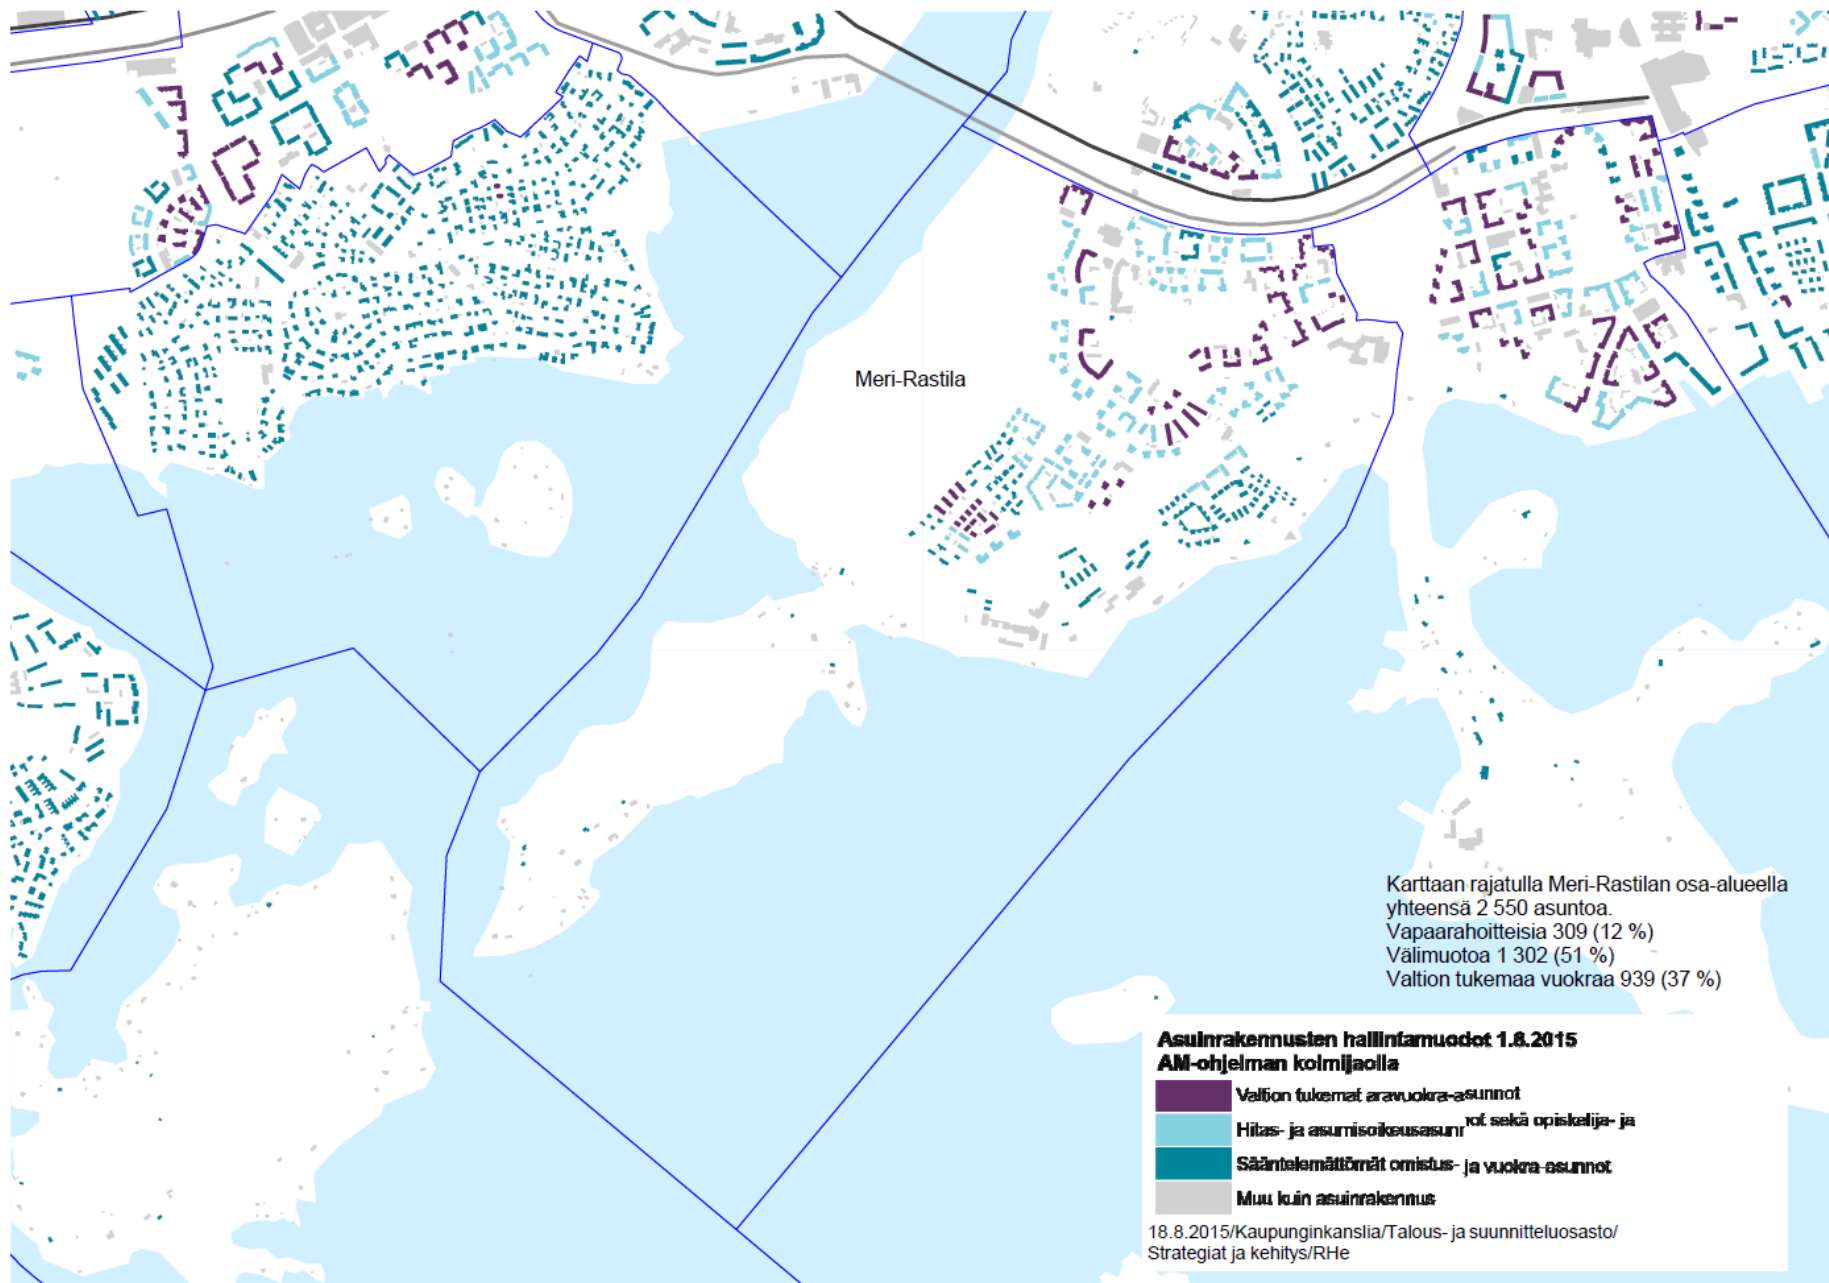 Meri-Rastila
Karttaan rajatulla Meri-Rastilan osa-alueella
yhteensä 2 550 asuntoa.
Vapaarahoitteisia 309 (12 %)
Välimuotoa 1 302 (51 %)
Valtion tukemaa vuokraa 939 (37 %)
Asuinrakennusten hallintamuodot 1.8.2015
AM-ohjelman kolmijaolla
Valtion tukemat aravuokra-asunnot
Hitas- ja sekä opiskelija- ja
Sääntelemättömät omistus- ja vuokra-asunnot
Muu kuin asuinrakennus
18.8.2015/Kaupunginkanslia/Talous- ja suunnitteluosasto/
Strategiat ja kehitys/RHe